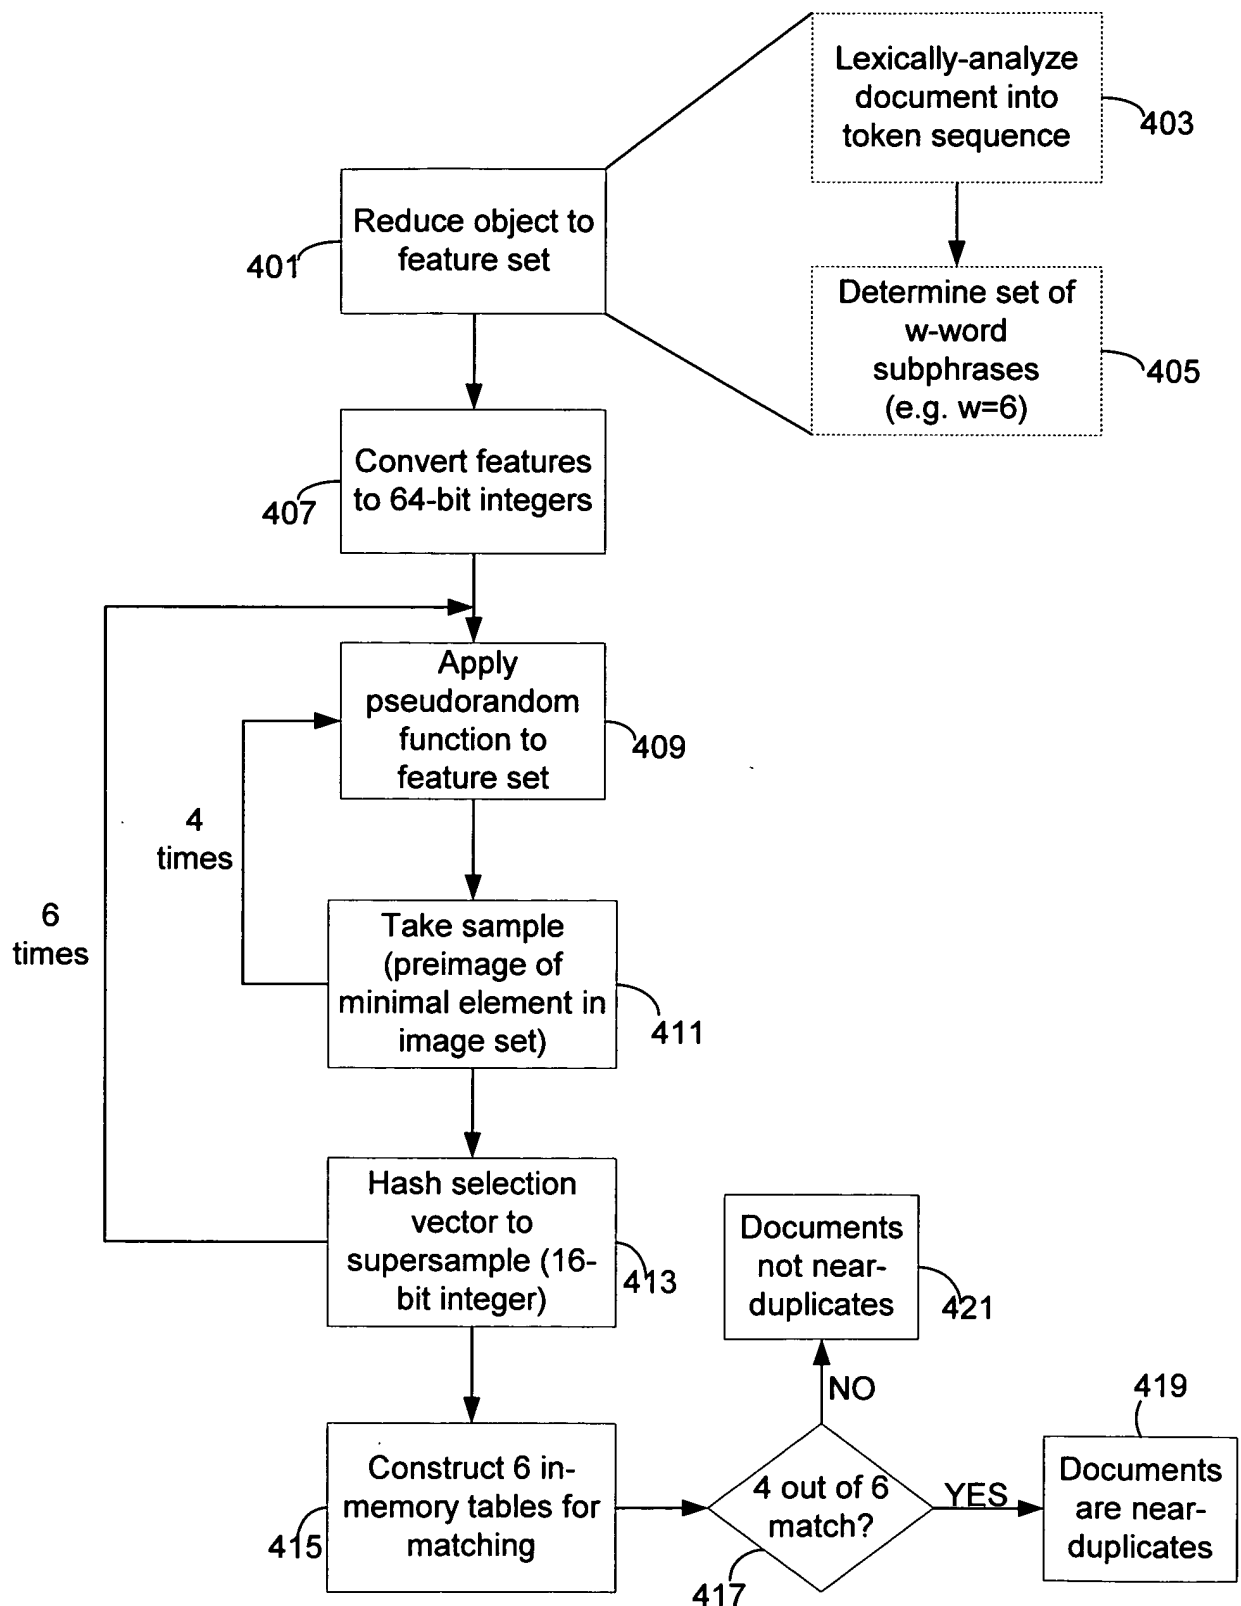 Lexically-analyze
document into
token sequence
403
Reduce object to
feature set
401
Determine set of
w-word
subphrases
(e.g. w=6)
405
Convert features
to 64-bit integers
407
Apply
pseudorandom
function to
feature set
409
4
times
6
times
Take sample
(preimage of
minimal element in
image set)
411
Hash selection
vector to
supersample (16-
bit integer)
413
Documents
not near-
duplicates
421
NO
419
Construct 6 in-
memory tables for
matching
415
4 out of 6
match?
417
YES
Documents
are near-
duplicates